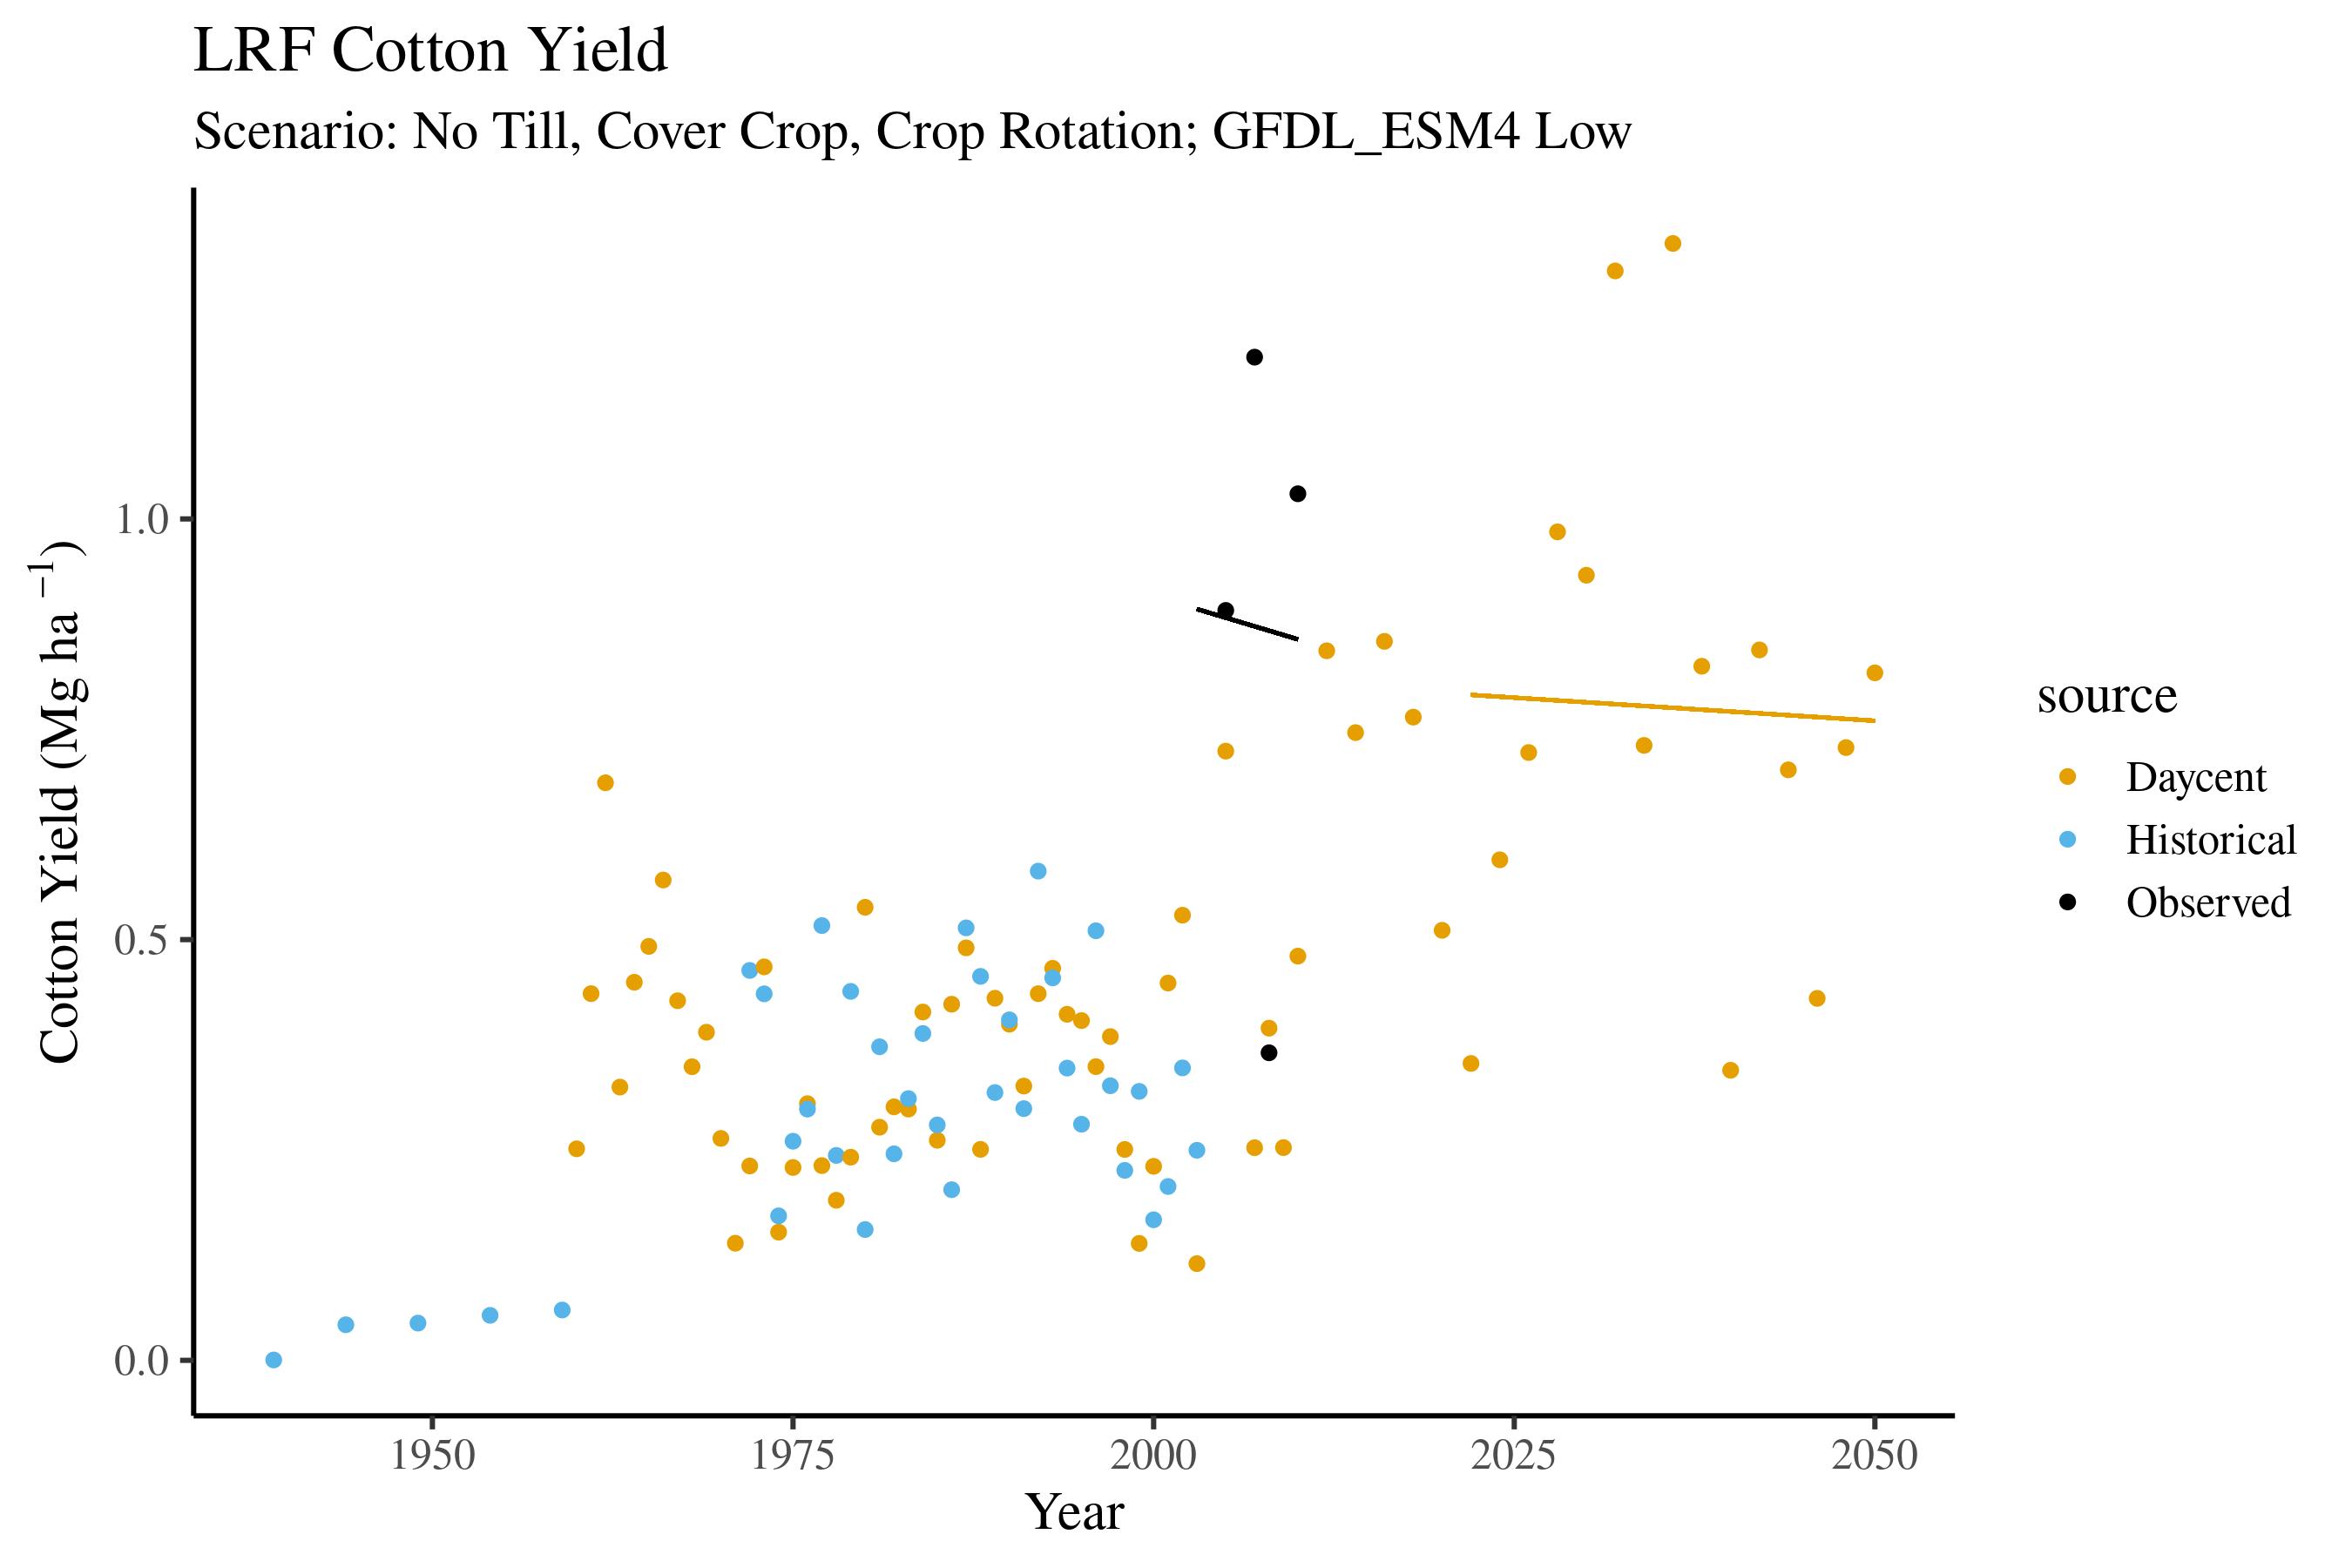 LRF Cotton Yield
Scenario: No Till, Cover Crop, Crop Rotation; GFDL_ESM4 Low
Cotton Yield (Mg ha −1)
1.0
0.5
0.0
1950 1975 2000 2025 2050
Year
source
Daycent
Historical
Observed